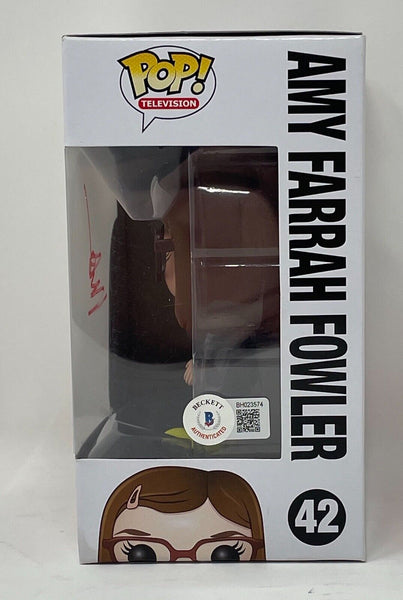 POP!
TELEVISION
AMY FARRAH FOWLER
42
BECKETT
B
AUTHENTICATED
BH023574